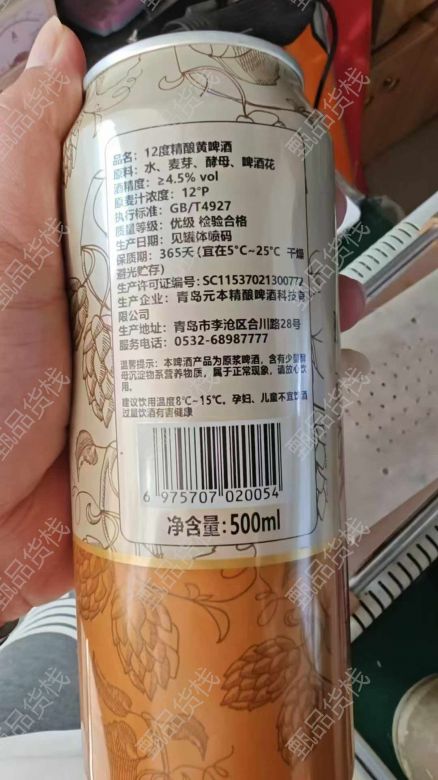 品名：12度精酿黄啤酒
原料：水、麦芽、酵母、啤酒花
酒精度：≥4.5% vol
原麦汁浓度：12°P
执行标准：GB/T4927
质量等级：优级 检验合格
生产日期：见罐体喷码
保质期：365天（宜在5°C~25°C 干燥
避光贮存）
生产许可证编号：SC11537021300772
生产企业：青岛元本精酿啤酒科技有
限公司
生产地址：青岛市李沧区合川路28号
服务电话：0532-68987777
温馨提示：本啤酒产品为原浆啤酒，含有少量酵
母沉淀物系营养物质，属于正常现象，请放心饮
用。
建议饮用温度8℃~15℃，孕妇、儿童不宜饮酒
过量饮酒有害健康
6 975707 020054
净含量：500ml
甄品货栈